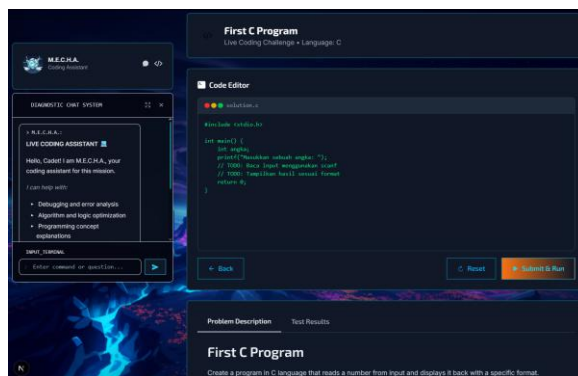 First C Program
Live Coding Challenge • Language: C
M.E.C.H.A.
Coding Assistant
</>
DIAGNOSTIC CHAT SYSTEM
> M.E.C.H.A.:
LIVE CODING ASSISTANT
Hello, Cadet! I am M.E.C.H.A., your
coding assistant for this mission.
I can help with:
• Debugging and error analysis
• Algorithm and logic optimization
• Programming concept
explanations
INPUT_TERMINAL
Enter command or question...
Code Editor
solution.c
#include <stdio.h>
int main() {
int angka;
printf("Masukkan sebuah angka: ");
// TODO: Baca input menggunakan scanf
// TODO: Tampilkan hasil sesuai format
return 0;
}
← Back
Reset
Submit & Run
Problem Description
Test Results
First C Program
Create a program in C language that reads a number from input and displays it back with a specific format.
N